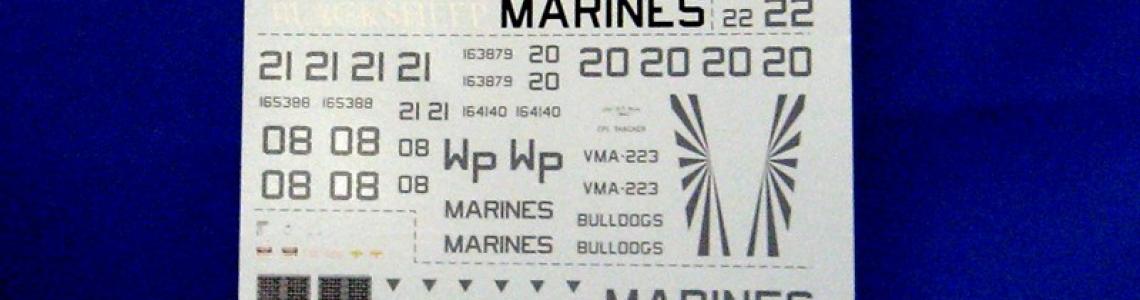 BLACKSHEEP MARINES 22 22
21 21 21 21
163879 20
163879 20
20 20 20 20
165388 165388
21 21 164140 164140
08 08 08
08 08 08
Wp Wp
VMA-223
VMA-223
MARINES
MARINES
BULLDOGS
BULLDOGS
MARINES